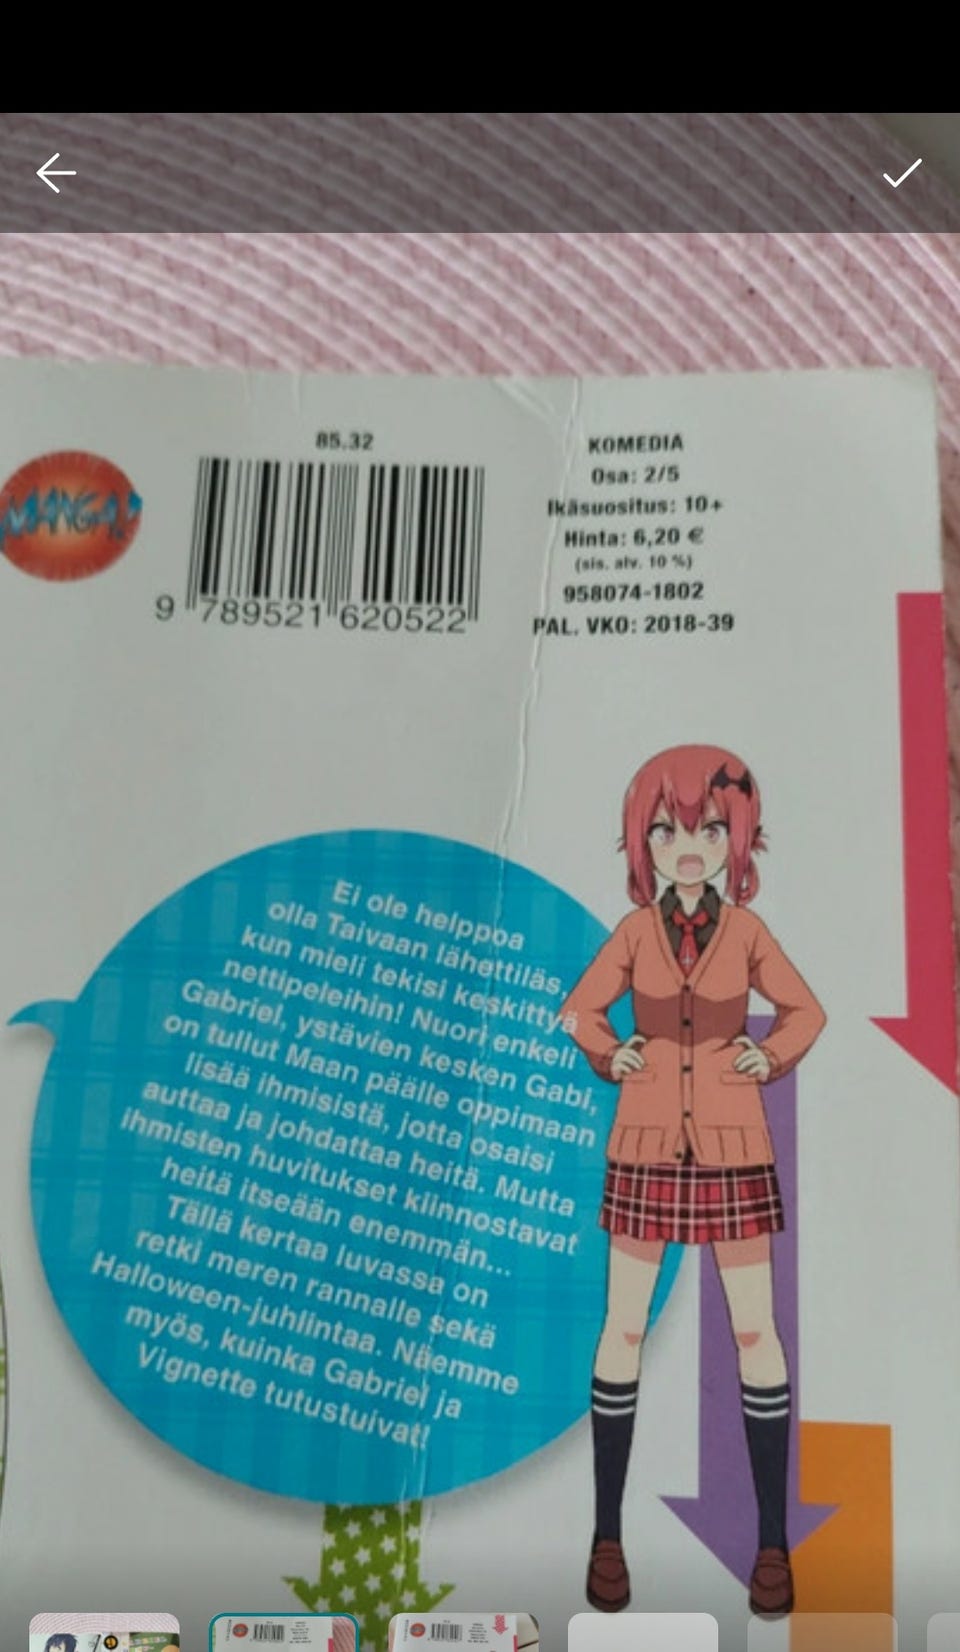 85.32
MANGA!
9 789521 620522
KOMEDIA
Osa: 2/5
Ikäsuositus: 10+
Hinta: 6,20 €
(sis. alv. 10 %)
958074-1802
PAL. VKO: 2018-39
Ei ole helppoa
olla Taivaan lähettiläs,
kun mieli tekisi keskittyä
nettipeleihin! Nuori enkeli
Gabriel, ystävien kesken Gabi,
on tullut Maan päälle oppimaan
lisää ihmisistä, jotta osaisi
auttaa ja johdattaa heitä. Mutta
ihmisten huvitukset kiinnostavat
heitä itseään enemmän...
Tällä kertaa luvassa on
retki meren rannalle sekä
Halloween-juhlintaa. Näemme
myös, kuinka Gabriel ja
Vignette tutustuivat!